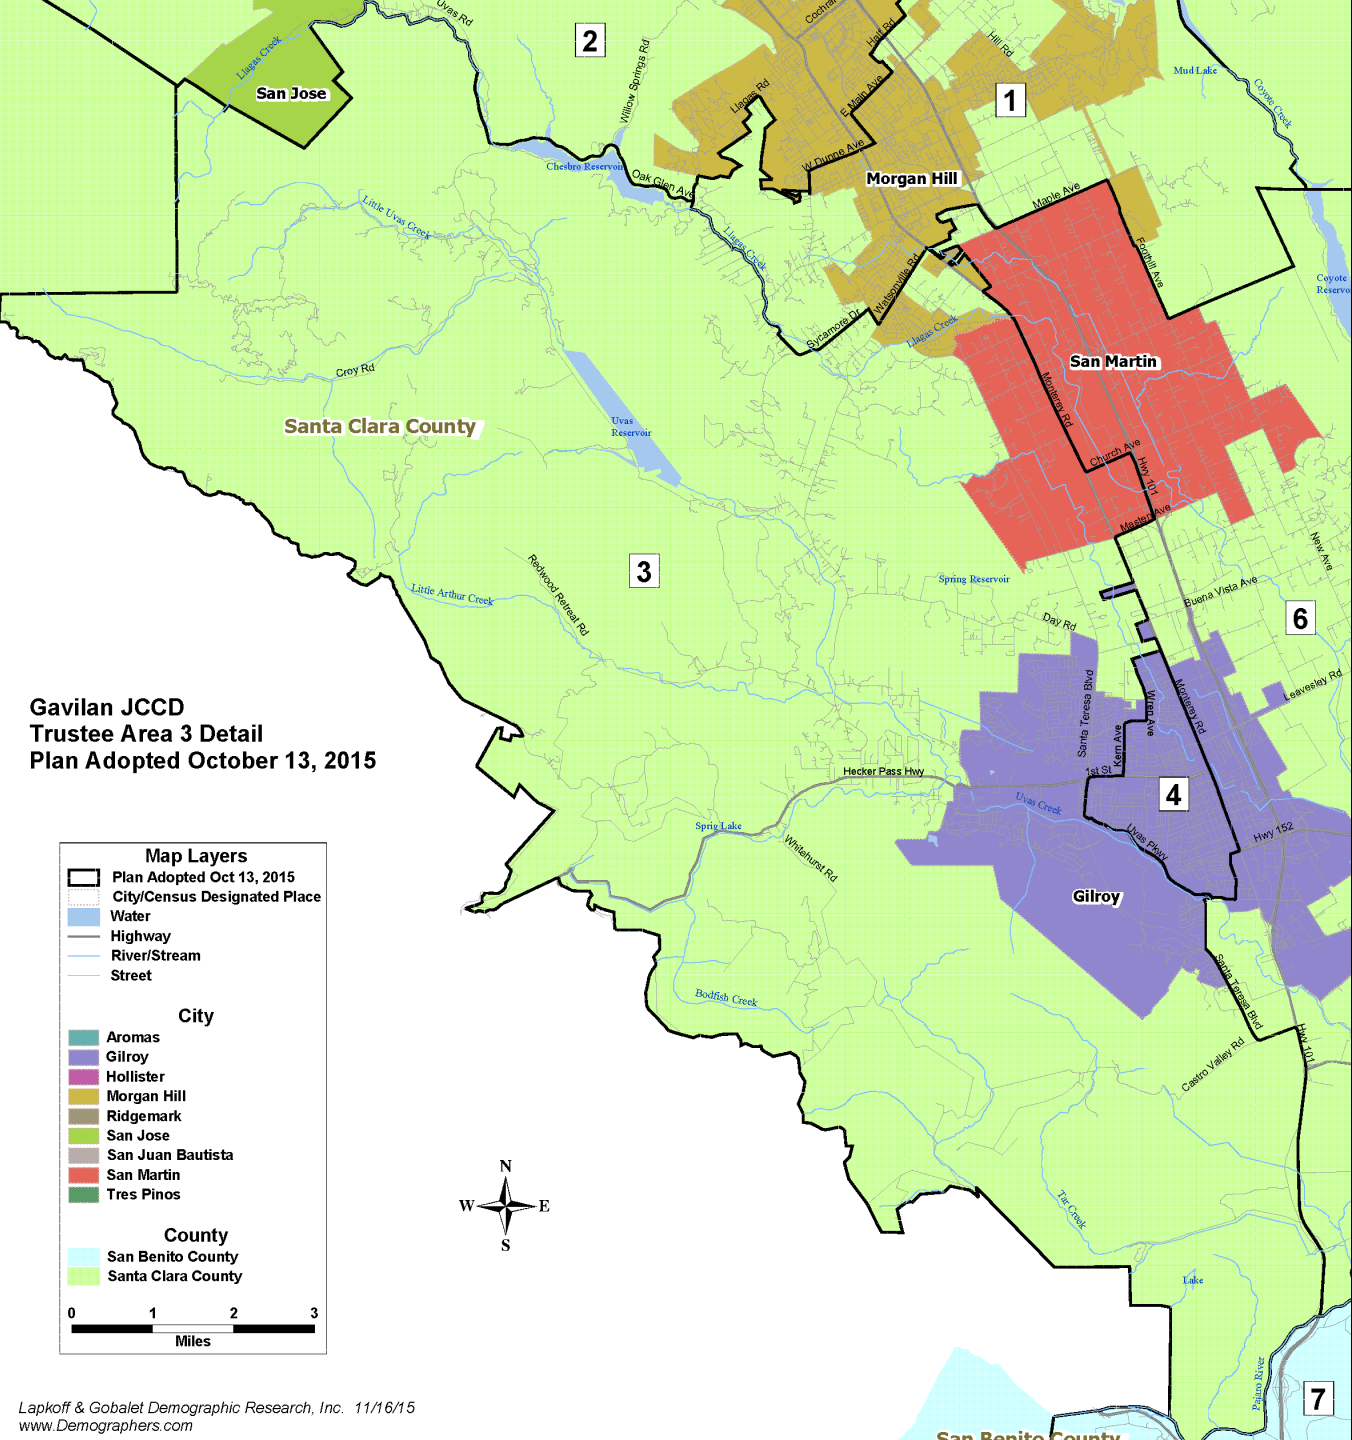 Uvas Rd
2
Willow Springs Rd
Cochran
Half Rd
Hill Rd
Mud Lake
Coyote Creek
Llagas Creek
San Jose
Llagas Rd
E Main Ave
1
W Dunne Ave
Morgan Hill
Chesbro Reservoir
Oak Glen Ave
Maple Ave
Little Uvas Creek
Llagas Creek
Foothill Ave
Watsonville Rd
Coyote
Reservoi
Sycamore Dr
Llagas Creek
San Martin
Croy Rd
Monterey Rd
Santa Clara County
Uvas
Reservoir
Church Ave
Hwy 101
Masten Ave
New Ave
3
Redwood Retreat Rd
Little Arthur Creek
Spring Reservoir
Buena Vista Ave
Day Rd
6
Leavesley Rd
Santa Teresa Blvd
Wren Ave
Monterey Rd
Kern Ave
Gavilan JCCD
Trustee Area 3 Detail
Plan Adopted October 13, 2015
Hecker Pass Hwy
1st St
4
Uvas Creek
Sprig Lake
Whitehurst Rd
Uvas Pkwy
Hwy 152
Gilroy
Map Layers
Plan Adopted Oct 13, 2015
City/Census Designated Place
Water
Highway
River/Stream
Street
City
Aromas
Gilroy
Hollister
Morgan Hill
Ridgemark
San Jose
San Juan Bautista
San Martin
Tres Pinos
County
San Benito County
Santa Clara County
0 1 2 3
Miles
Bodfish Creek
Santa Teresa Blvd
Hwy 101
Castro Valley Rd
N
W E
S
Tar Creek
Lake
Pajaro River
7
San Benito County
Lapkoff & Gobalet Demographic Research, Inc. 11/16/15
www.Demographers.com